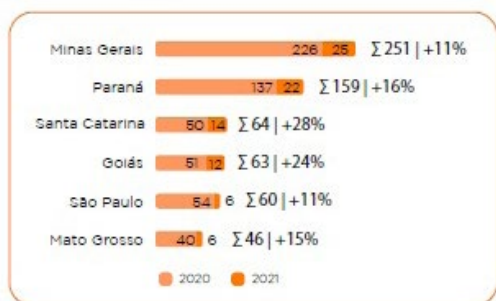 Minas Gerais 226 25 ∑251 | +11%
Paraná 137 22 ∑159 | +16%
Santa Catarina 50 14 ∑64 | +28%
Goiás 51 12 ∑63 | +24%
São Paulo 54 6 ∑60 | +11%
Mato Grosso 40 6 ∑46 | +15%
2020 2021